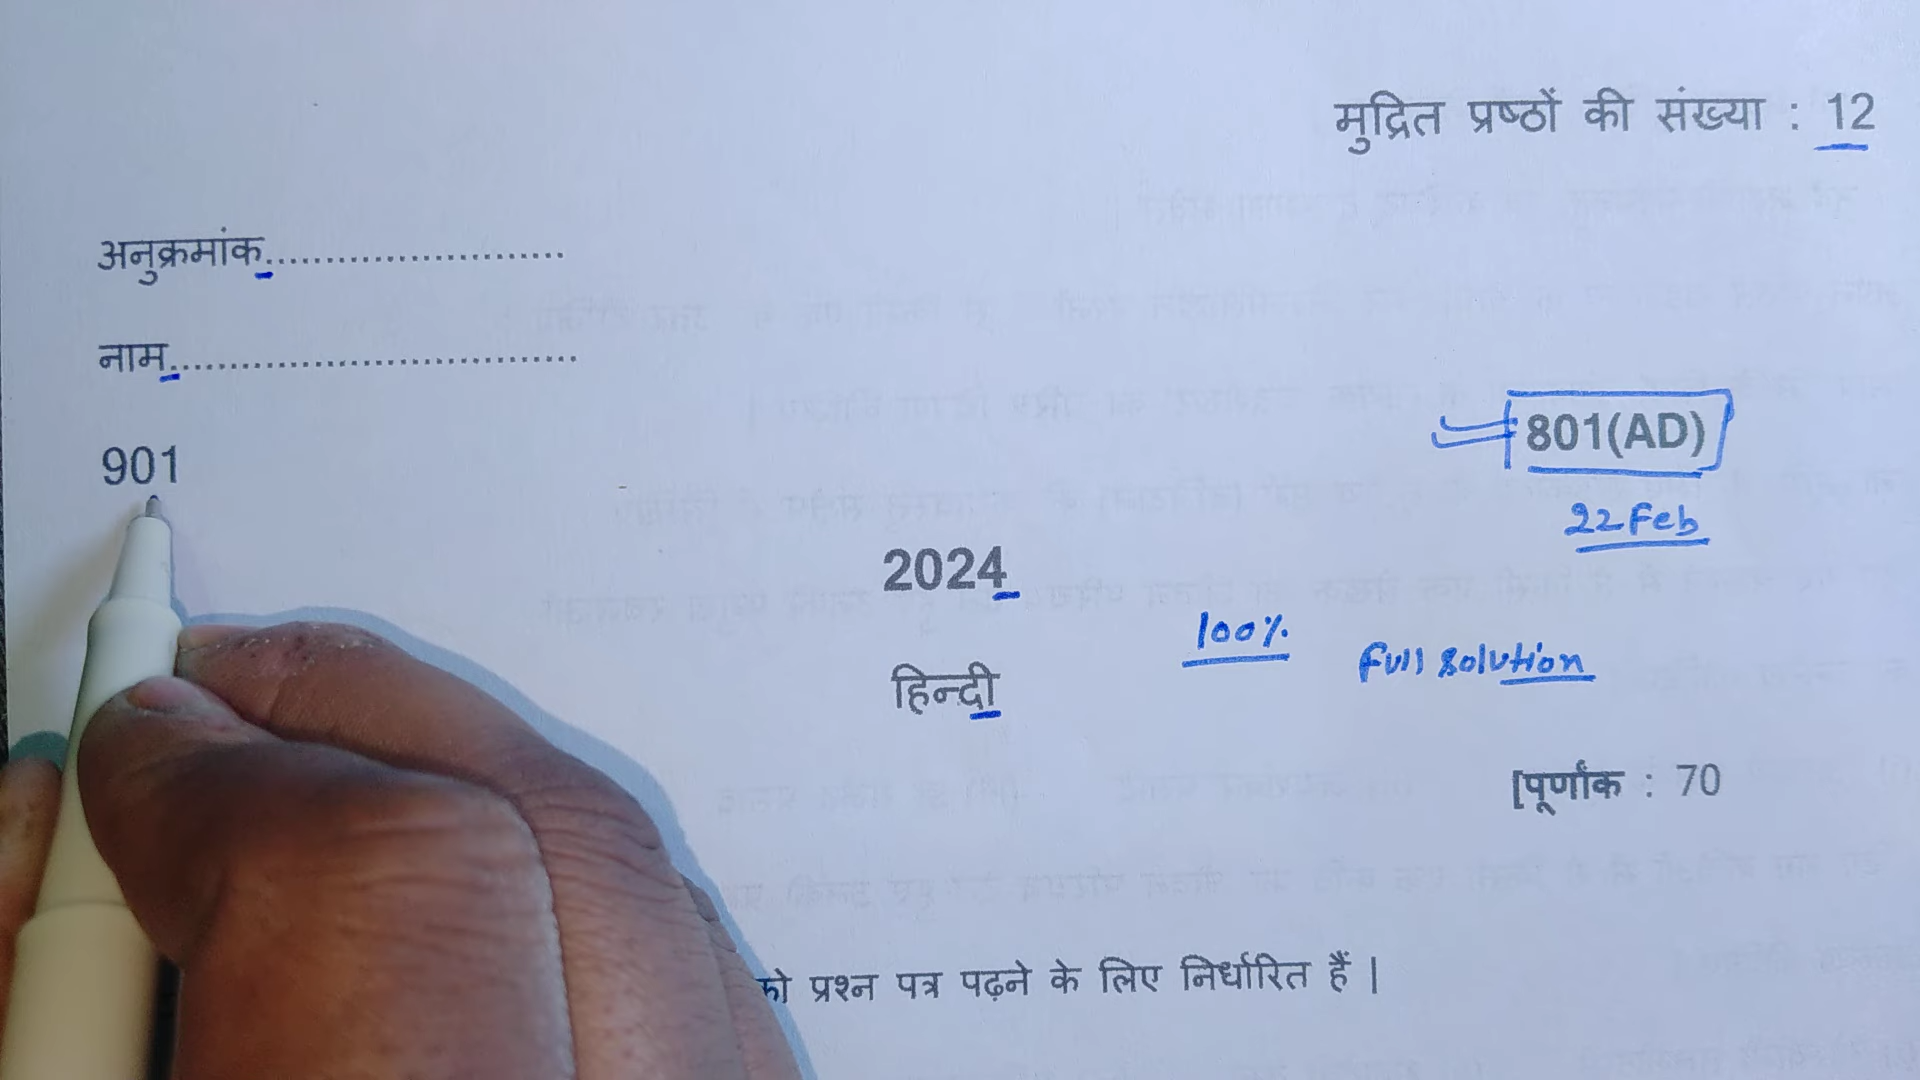 मुद्रित प्रष्ठों की संख्या : 12
अनुक्रमांक..........................
नाम..................................
901
801(AD)
22 Feb
2024
100%
Full Solution
हिन्दी
[पूर्णांक : 70
को प्रश्न पत्र पढ़ने के लिए निर्धारित हैं |